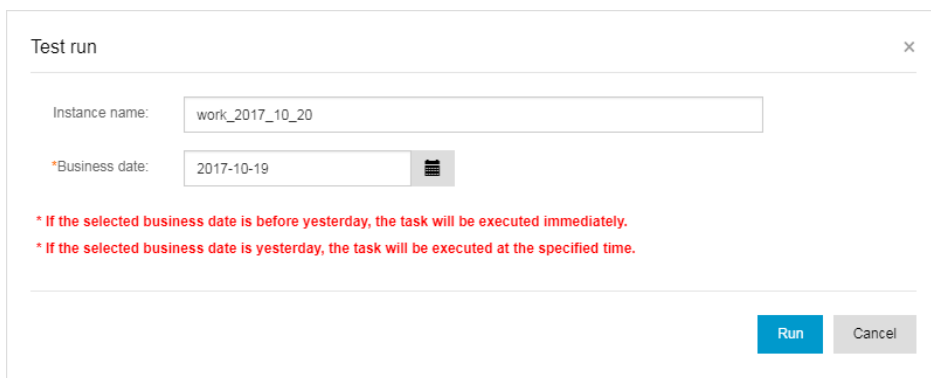 Test run ×
Instance name: work_2017_10_20
*Business date: 2017-10-19
* If the selected business date is before yesterday, the task will be executed immediately.
* If the selected business date is yesterday, the task will be executed at the specified time.
Run Cancel